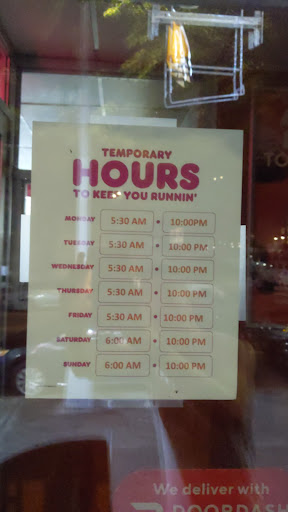 TEMPORARY
HOURS
TO KEEP YOU RUNNIN'
MONDAY 5:30 AM • 10:00PM
TUESDAY 5:30 AM • 10:00 PM
WEDNESDAY 5:30 AM • 10:00 PM
THURSDAY 5:30 AM • 10:00 PM
FRIDAY 5:30 AM • 10:00 PM
SATURDAY 6:00 AM • 10:00 PM
SUNDAY 6:00 AM • 10:00 PM
We deliver with
DOORDASH